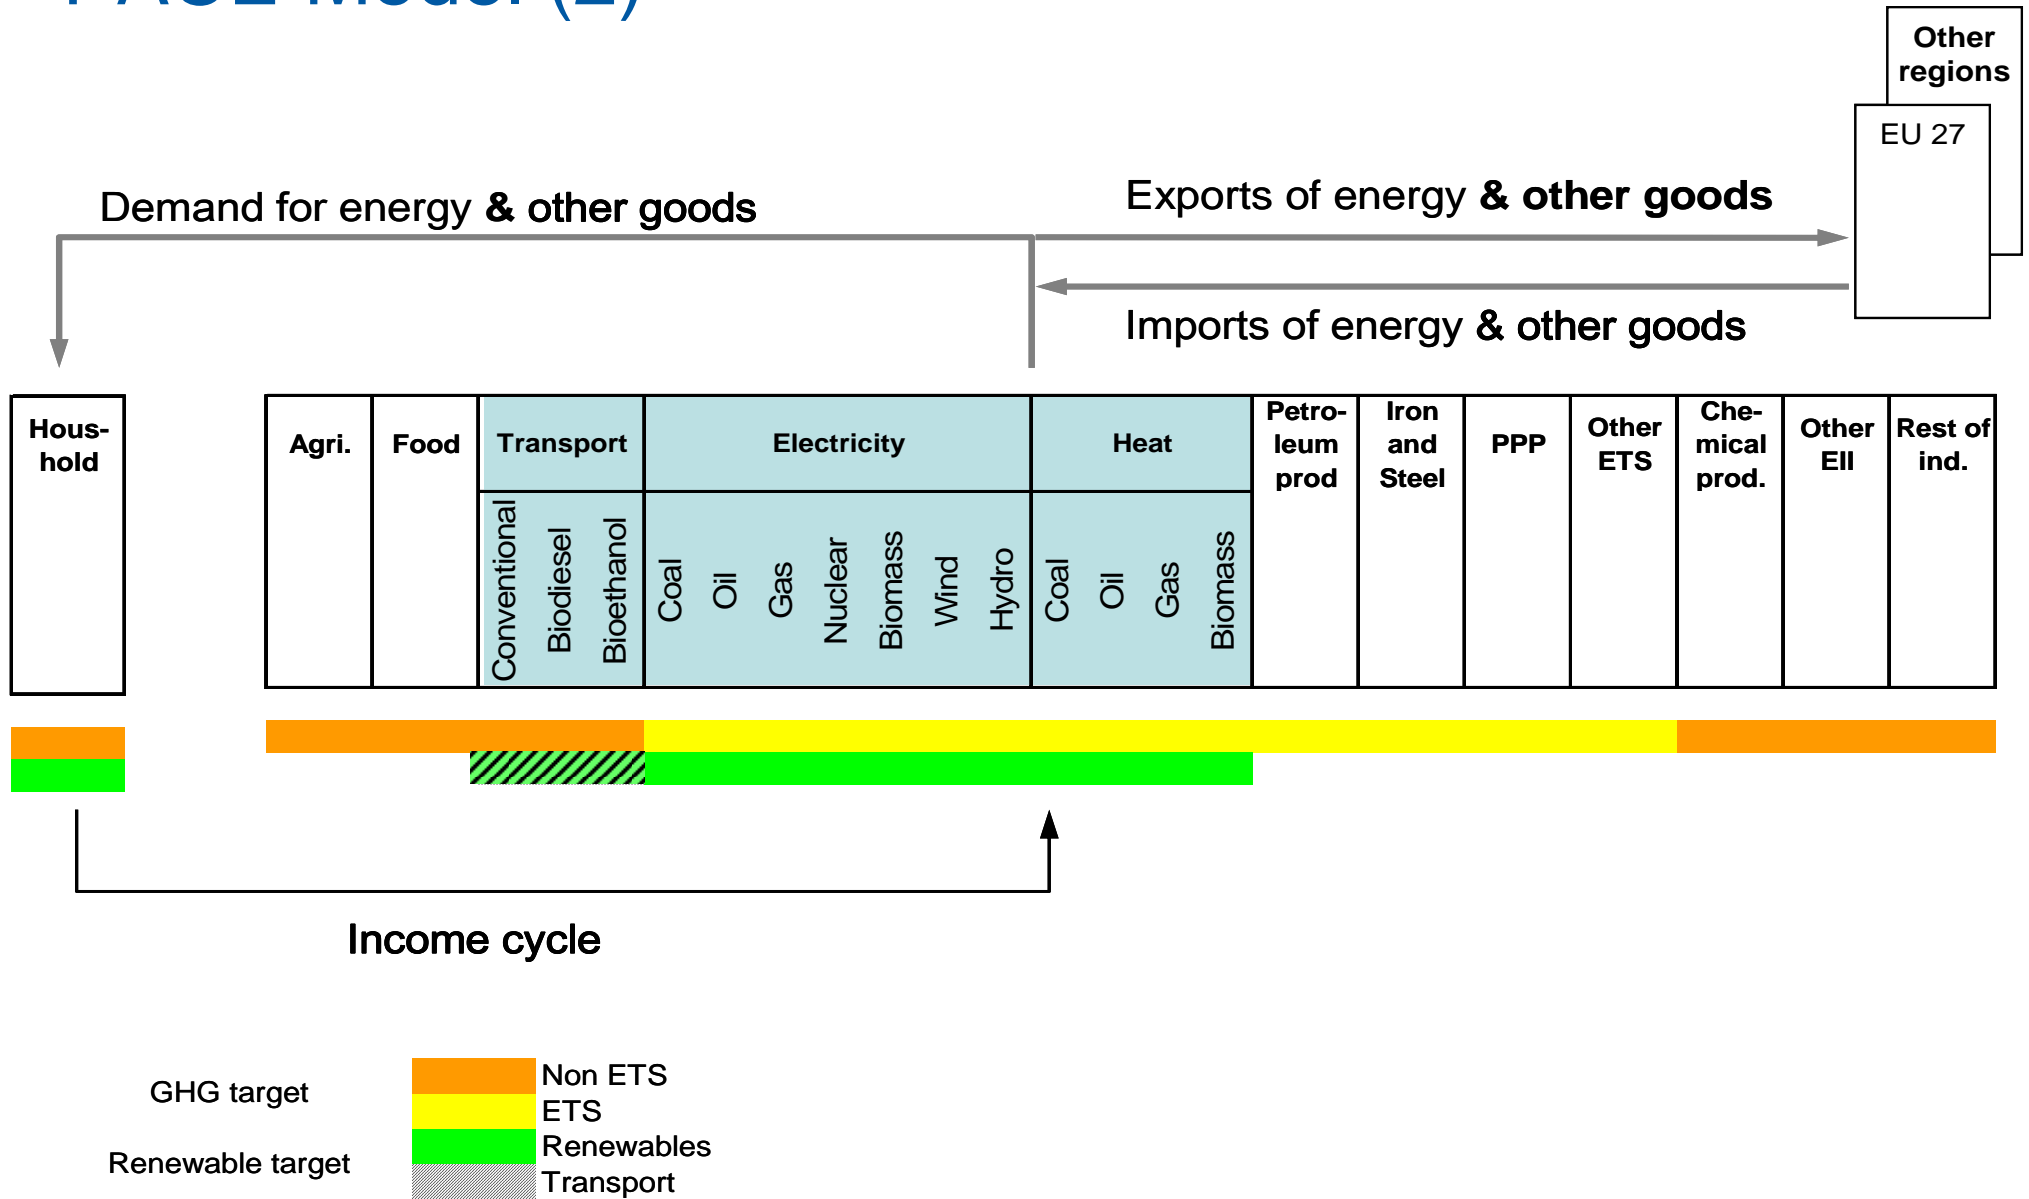 PACE Model (2)
Other
regions
EU 27
Demand for energy & other goods
Exports of energy & other goods
Imports of energy & other goods
Hous-
hold
Agri.
Food
Transport
Electricity
Heat
Petro-
leum
prod
Iron
and
Steel
PPP
Other
ETS
Che-
mical
prod.
Other
EII
Rest of
ind.
Conventional
Biodiesel
Bioethanol
Coal
Oil
Gas
Nuclear
Biomass
Wind
Hydro
Coal
Oil
Gas
Biomass
Income cycle
GHG target
Non ETS
ETS
Renewable target
Renewables
Transport